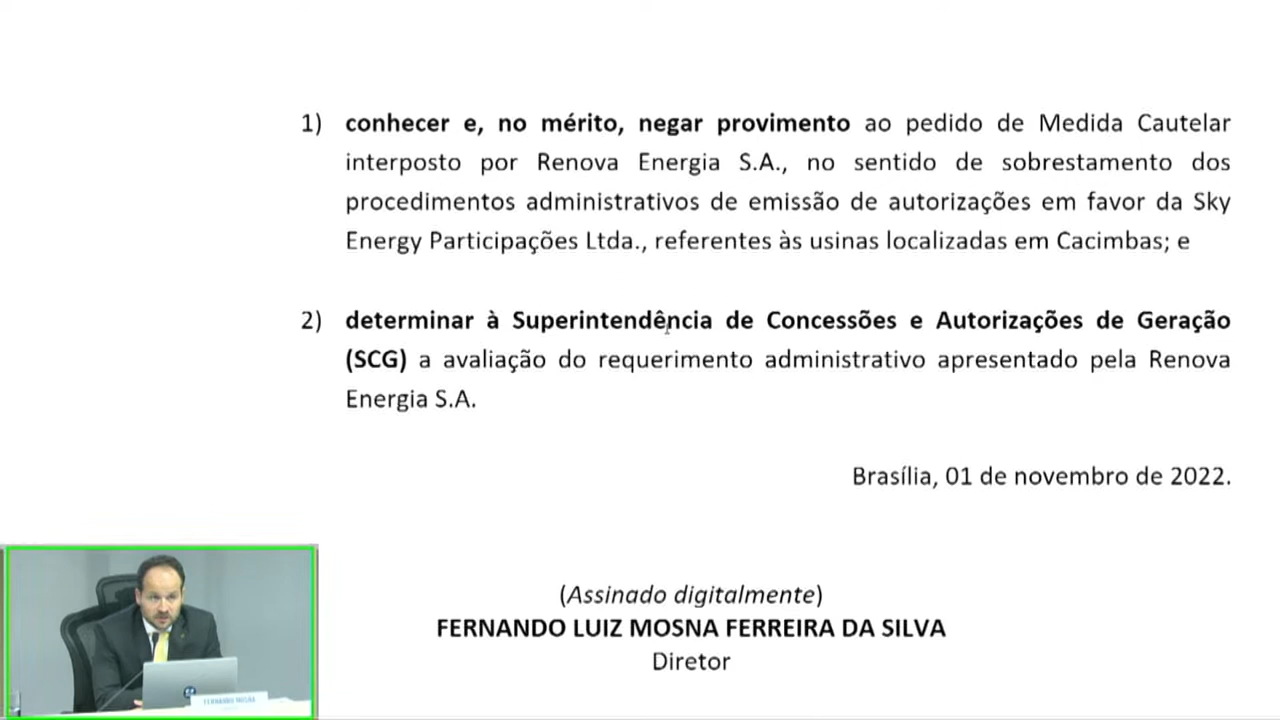 1) conhecer e, no mérito, negar provimento ao pedido de Medida Cautelar
interposto por Renova Energia S.A., no sentido de sobrestamento dos
procedimentos administrativos de emissão de autorizações em favor da Sky
Energy Participações Ltda., referentes às usinas localizadas em Cacimbas; e
2) determinar à Superintendência de Concessões e Autorizações de Geração
(SCG) a avaliação do requerimento administrativo apresentado pela Renova
Energia S.A.
Brasília, 01 de novembro de 2022.
(Assinado digitalmente)
FERNANDO LUIZ MOSNA FERREIRA DA SILVA
Diretor
FERNANDO MOSNA